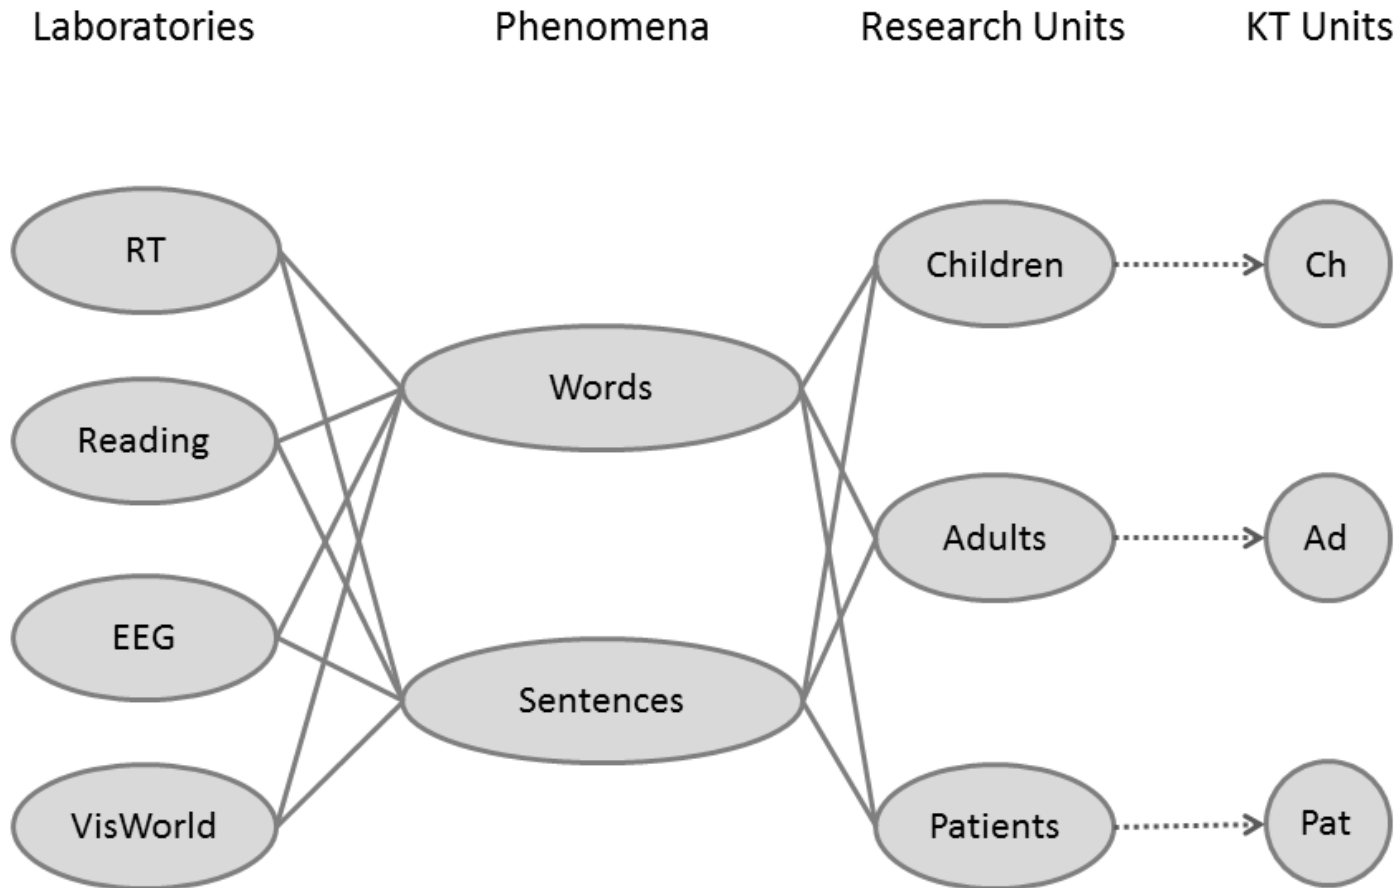 Laboratories
Phenomena
Research Units
KT Units
RT
Reading
EEG
VisWorld
Words
Sentences
Children
Adults
Patients
Ch
Ad
Pat